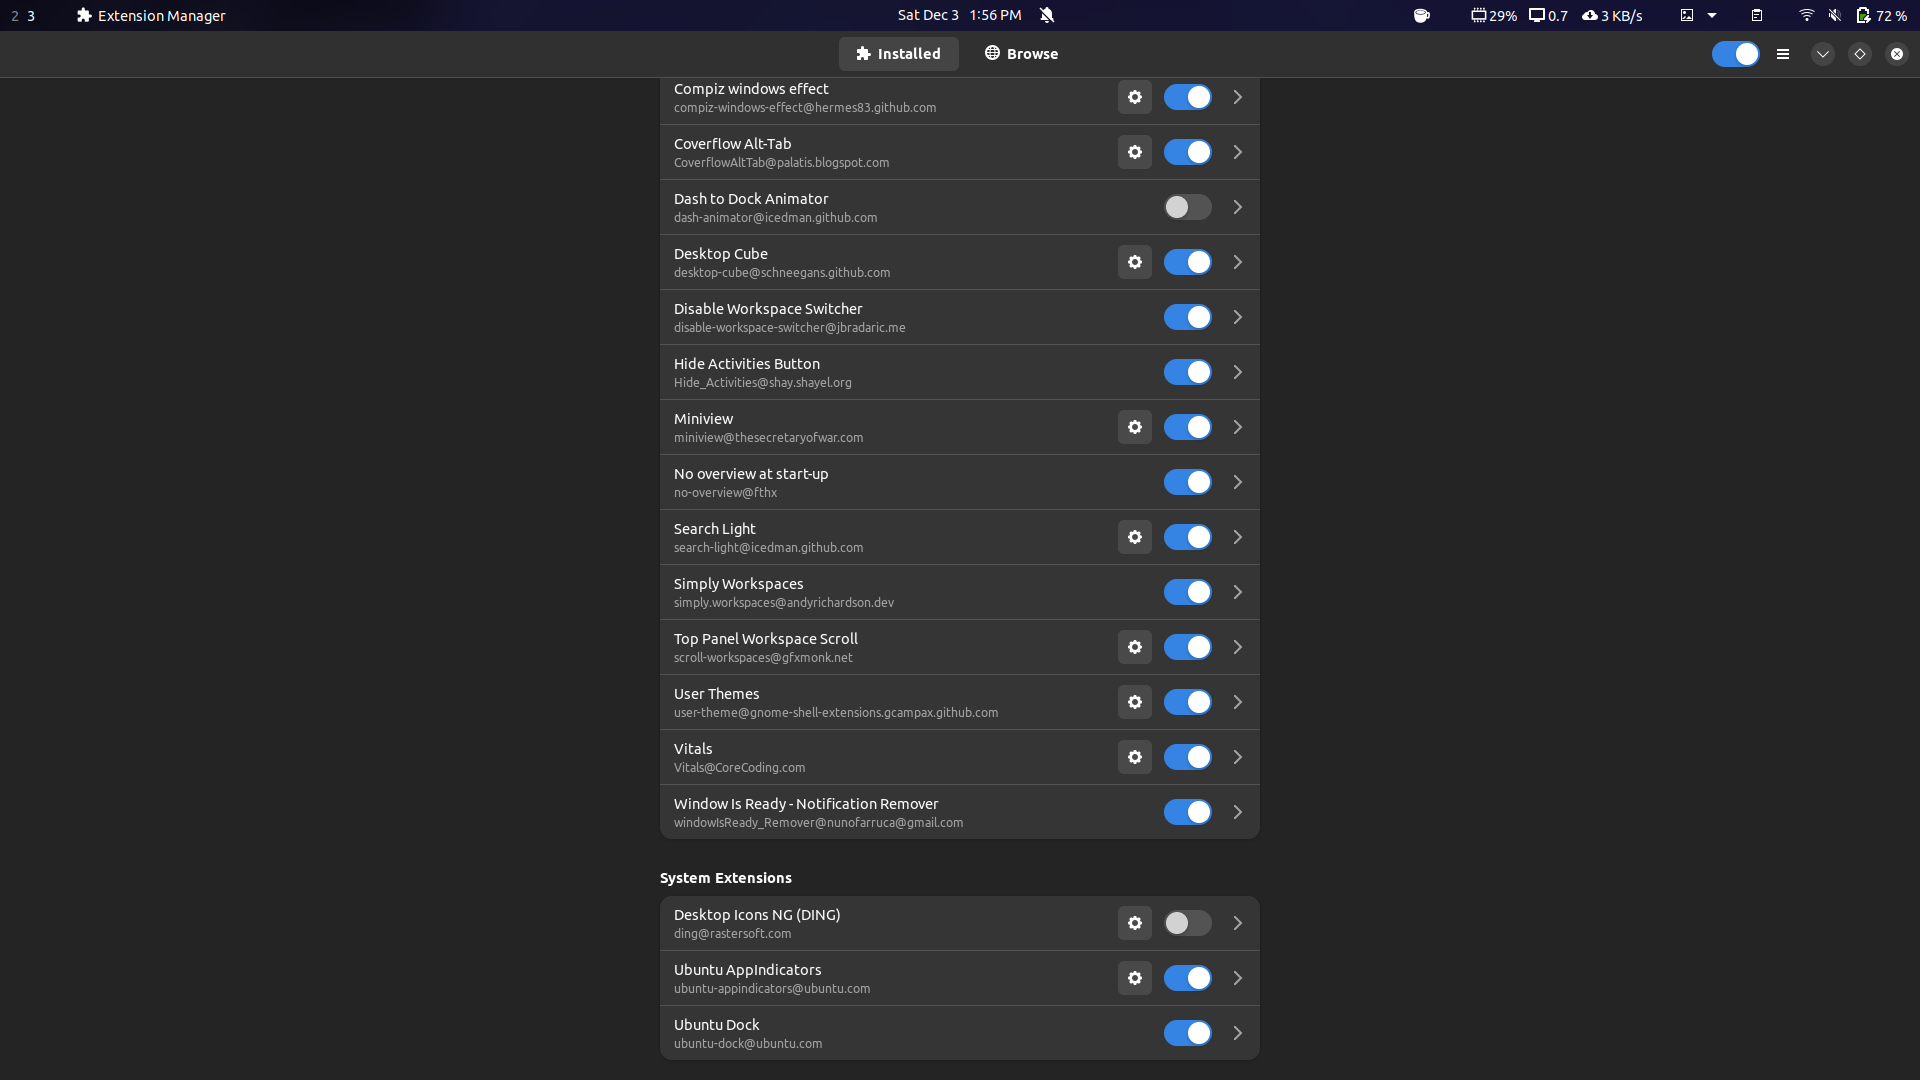 2 3 Extension Manager Sat Dec 3 1:56 PM 29% 0.7 3 KB/s 72 %
Installed Browse
Compiz windows effect
compiz-windows-effect@hermes83.github.com
Coverflow Alt-Tab
CoverflowAltTab@palatis.blogspot.com
Dash to Dock Animator
dash-animator@icedman.github.com
Desktop Cube
desktop-cube@schneegans.github.com
Disable Workspace Switcher
disable-workspace-switcher@jbradaric.me
Hide Activities Button
Hide_Activities@shay.shayel.org
Miniview
miniview@thesecretaryofwar.com
No overview at start-up
no-overview@fthx
Search Light
search-light@icedman.github.com
Simply Workspaces
simply.workspaces@andyrichardson.dev
Top Panel Workspace Scroll
scroll-workspaces@gfxmonk.net
User Themes
user-theme@gnome-shell-extensions.gcampax.github.com
Vitals
Vitals@CoreCoding.com
Window Is Ready - Notification Remover
windowIsReady_Remover@nunofarruca@gmail.com
System Extensions
Desktop Icons NG (DING)
ding@rastersoft.com
Ubuntu AppIndicators
ubuntu-appindicators@ubuntu.com
Ubuntu Dock
ubuntu-dock@ubuntu.com